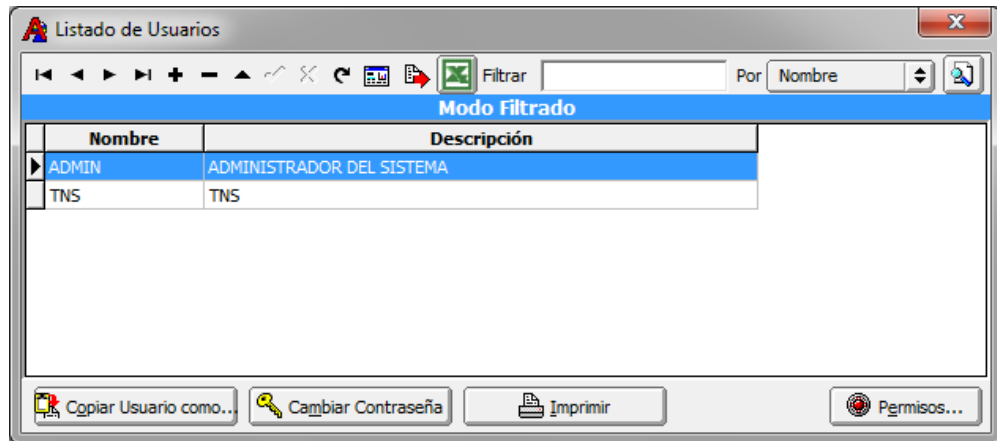 Listado de Usuarios
Filtrar Por Nombre
Modo Filtrado
Nombre Descripción
ADMIN ADMINISTRADOR DEL SISTEMA
TNS TNS
Copiar Usuario como... Cambiar Contraseña Imprimir Permisos...